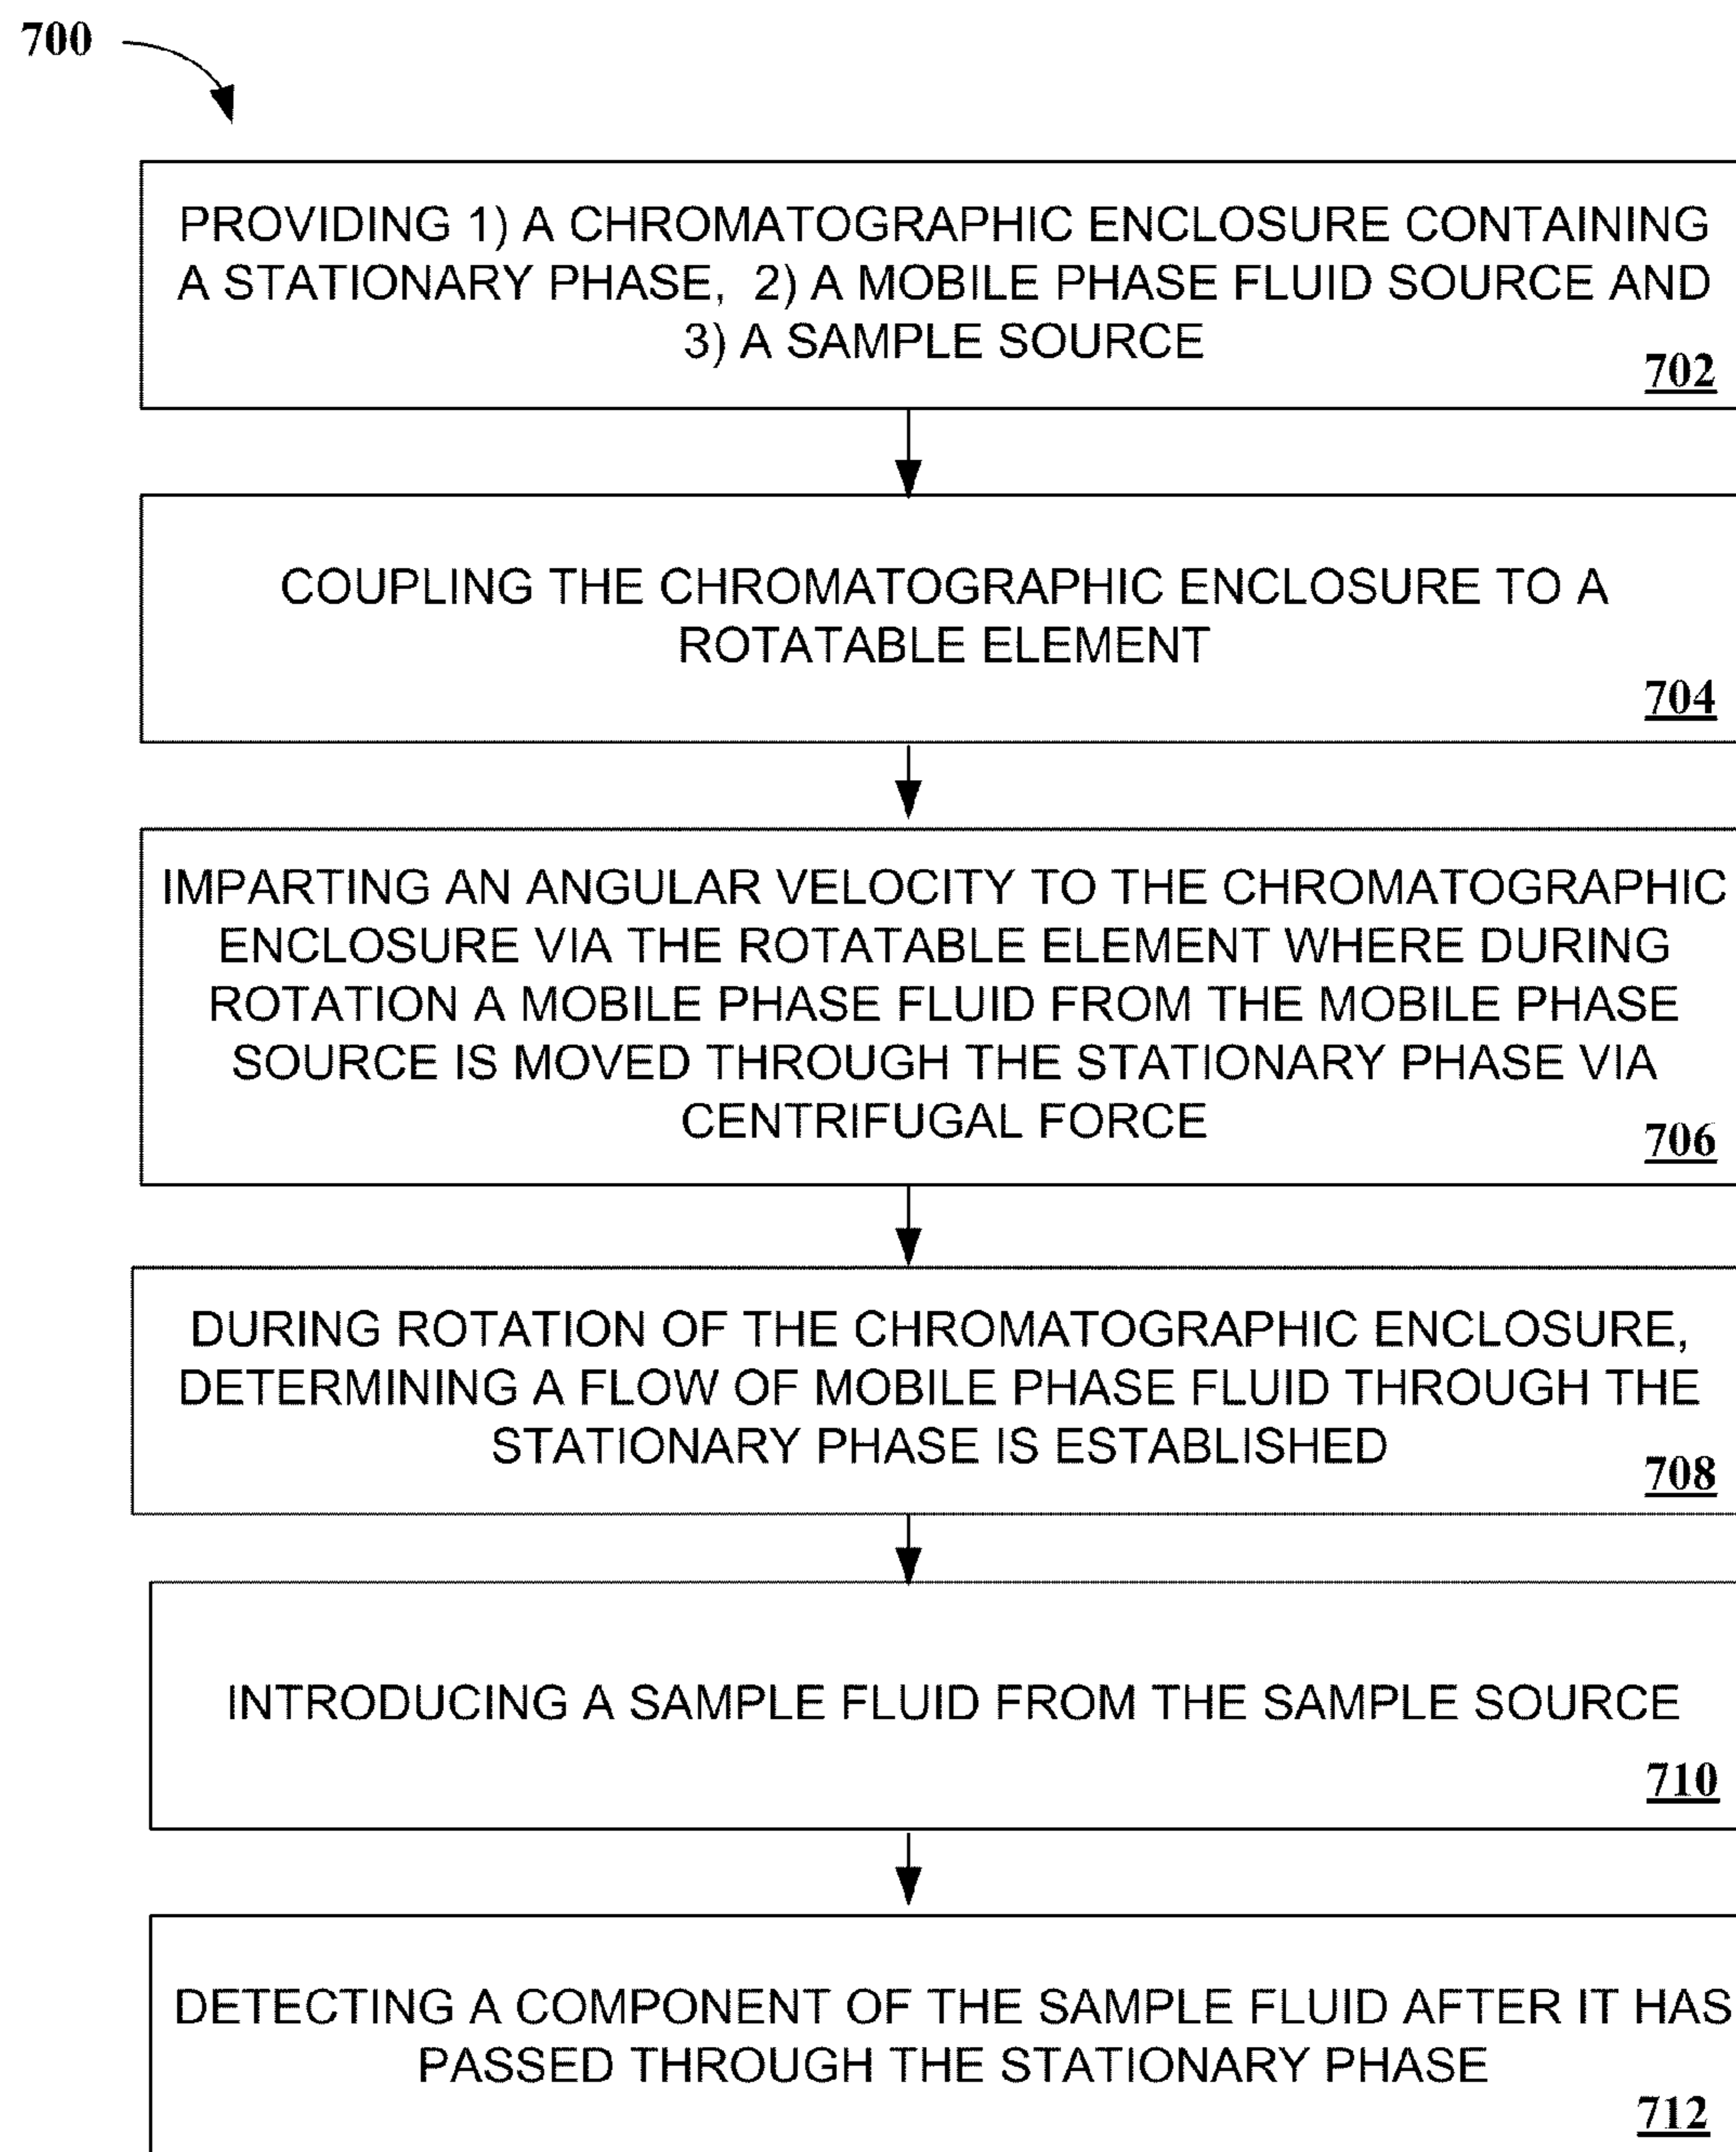 700
PROVIDING 1) A CHROMATOGRAPHIC ENCLOSURE CONTAINING
A STATIONARY PHASE, 2) A MOBILE PHASE FLUID SOURCE AND
3) A SAMPLE SOURCE
702
COUPLING THE CHROMATOGRAPHIC ENCLOSURE TO A
ROTATABLE ELEMENT
704
IMPARTING AN ANGULAR VELOCITY TO THE CHROMATOGRAPHIC
ENCLOSURE VIA THE ROTATABLE ELEMENT WHERE DURING
ROTATION A MOBILE PHASE FLUID FROM THE MOBILE PHASE
SOURCE IS MOVED THROUGH THE STATIONARY PHASE VIA
CENTRIFUGAL FORCE
706
DURING ROTATION OF THE CHROMATOGRAPHIC ENCLOSURE,
DETERMINING A FLOW OF MOBILE PHASE FLUID THROUGH THE
STATIONARY PHASE IS ESTABLISHED
708
INTRODUCING A SAMPLE FLUID FROM THE SAMPLE SOURCE
710
DETECTING A COMPONENT OF THE SAMPLE FLUID AFTER IT HAS
PASSED THROUGH THE STATIONARY PHASE
712